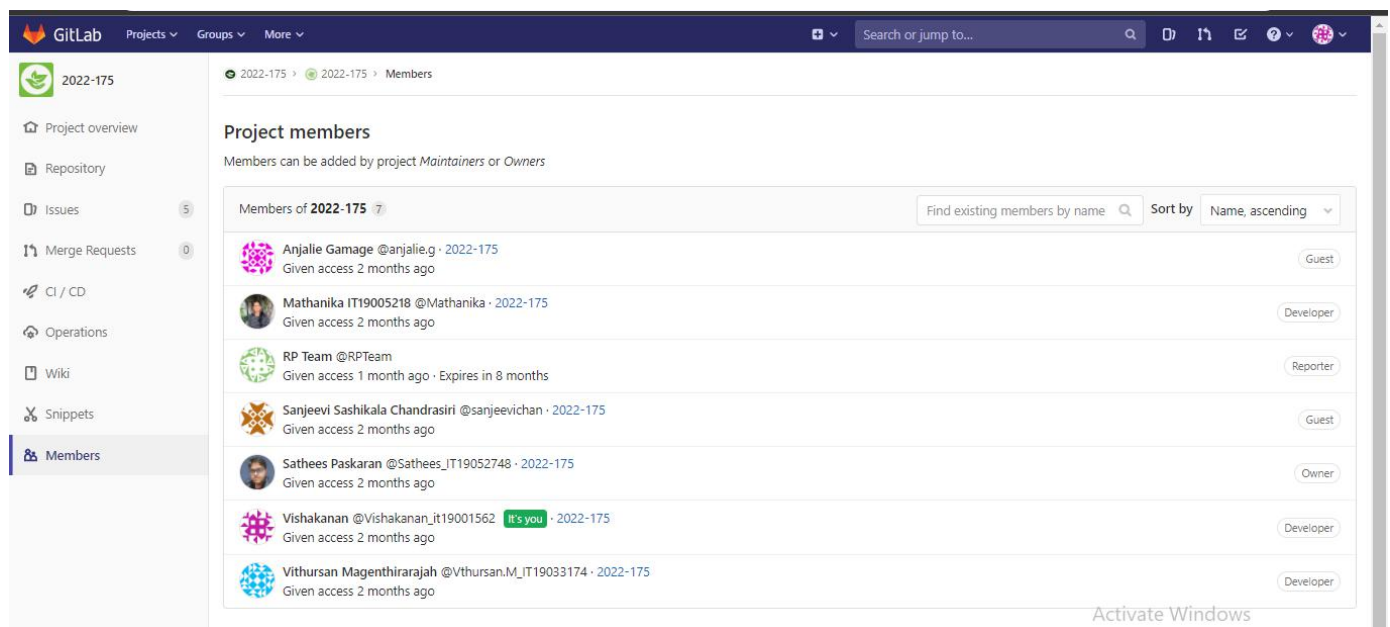 GitLab Projects Groups More Search or jump to...
2022-175
2022-175 › 2022-175 › Members
Project overview
Repository
Issues 5
Merge Requests 0
CI / CD
Operations
Wiki
Snippets
Members
Project members
Members can be added by project Maintainers or Owners
Members of 2022-175 7 Find existing members by name Sort by Name, ascending
Anjalie Gamage @anjalie.g · 2022-175
Given access 2 months ago
Guest
Mathanika IT19005218 @Mathanika · 2022-175
Given access 2 months ago
Developer
RP Team @RPTeam
Given access 1 month ago · Expires in 8 months
Reporter
Sanjeevi Sashikala Chandrasiri @sanjeevichan · 2022-175
Given access 2 months ago
Guest
Sathees Paskaran @Sathees_IT19052748 · 2022-175
Given access 2 months ago
Owner
Vishakanan @Vishakanan_it19001562 It's you · 2022-175
Given access 2 months ago
Developer
Vithursan Magenthirarajah @Vthursan.M_IT19033174 · 2022-175
Given access 2 months ago
Developer
Activate Windows